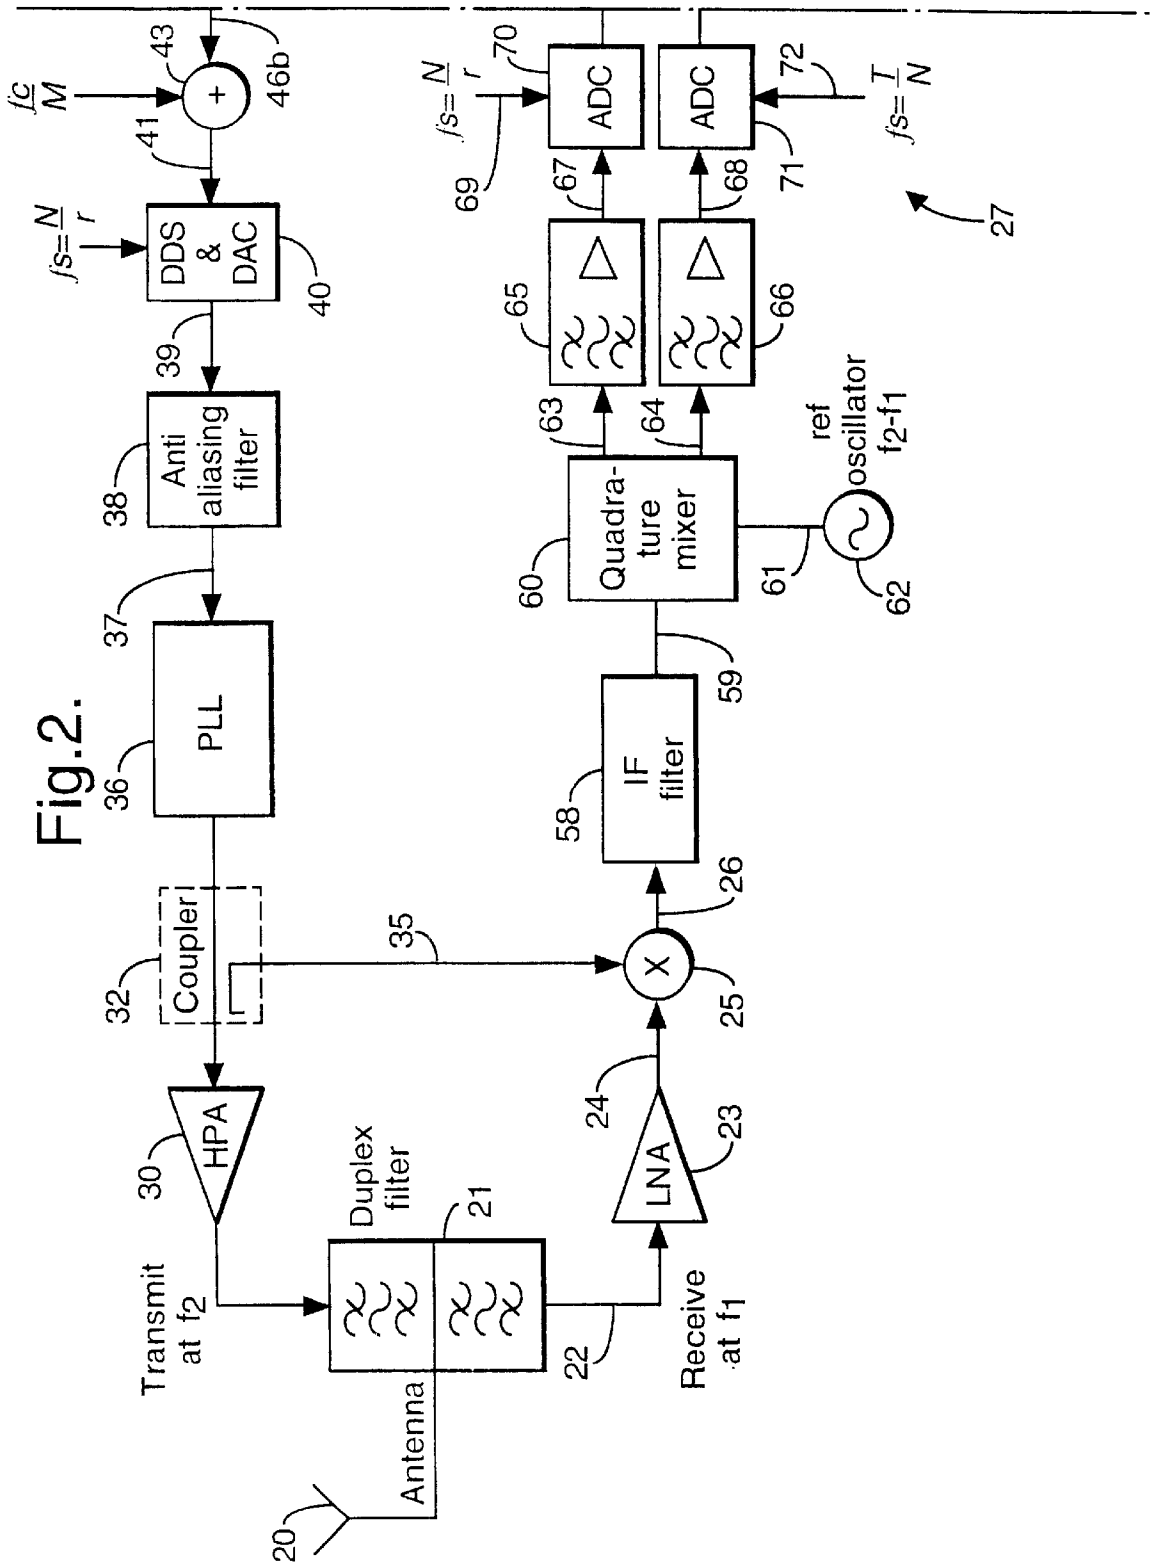 Fig.2.
20
Antenna
Transmit
at f2
30
HPA
Duplex
filter
21
22
Receive
at f1
LNA
23
24
25
X
26
35
32
Coupler
36
PLL
37
38
Anti
aliasing
filter
39
fs=N/r
DDS
&
DAC
40
41
fc/M
43
+
46b
58
IF
filter
59
60
Quadra-
ture
mixer
61
62
ref
oscillator
f2-f1
63
64
65
66
67
68
fs=N/r
69
70
ADC
ADC
71
72
fs=T/N
27